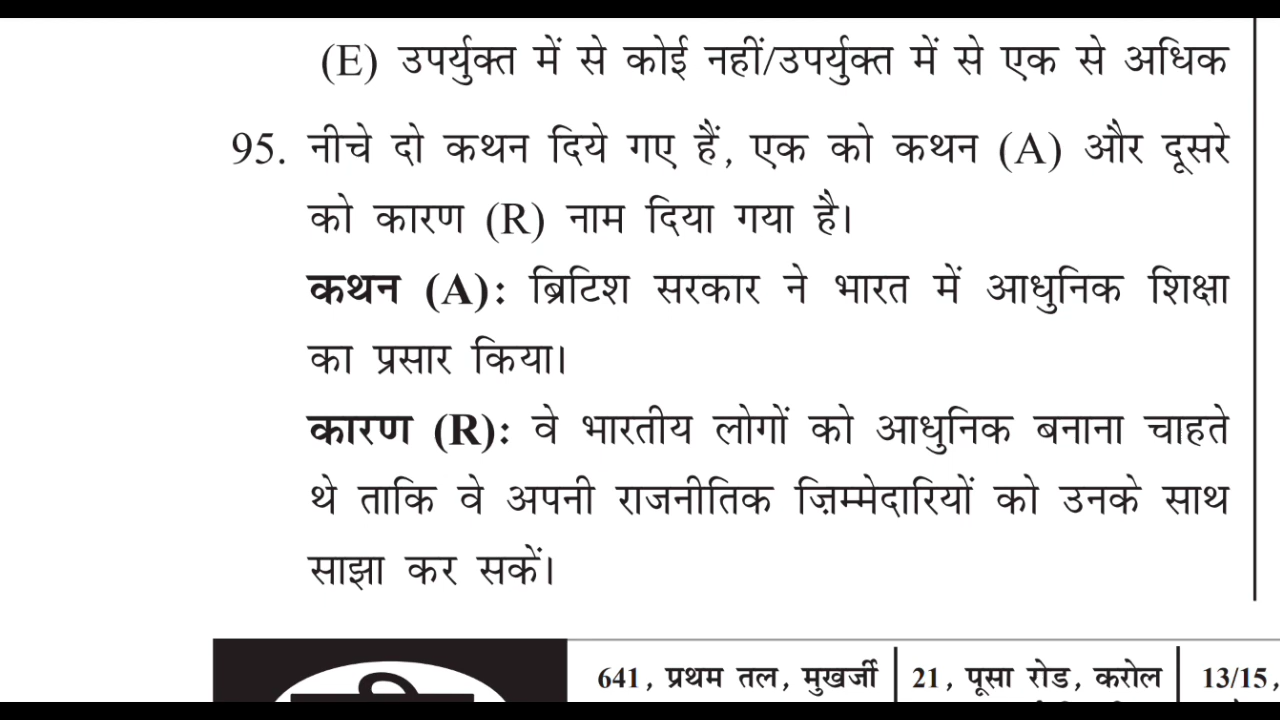 (E) उपर्युक्त में से कोई नहीं/उपर्युक्त में से एक से अधिक
95. नीचे दो कथन दिये गए हैं, एक को कथन (A) और दूसरे
को कारण (R) नाम दिया गया है।
कथन (A): ब्रिटिश सरकार ने भारत में आधुनिक शिक्षा
का प्रसार किया।
कारण (R): वे भारतीय लोगों को आधुनिक बनाना चाहते
थे ताकि वे अपनी राजनीतिक ज़िम्मेदारियों को उनके साथ
साझा कर सकें।
641, प्रथम तल, मुखर्जी
21, पूसा रोड, करोल
13/15,